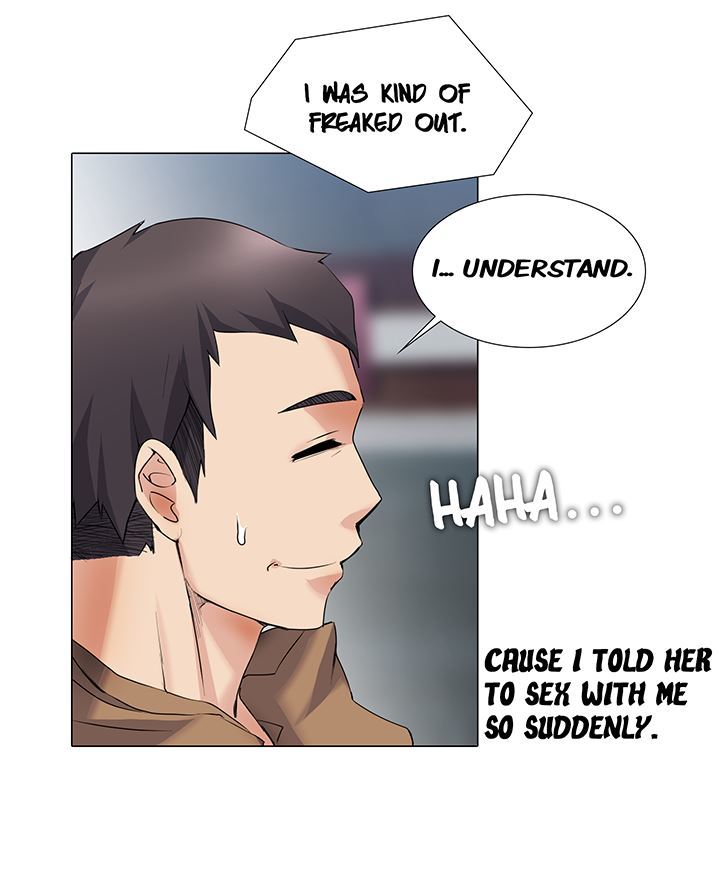 I WAS KIND OF
FREAKED OUT.
I... UNDERSTAND.
HAHA...
CAUSE I TOLD HER
TO SEX WITH ME
SO SUDDENLY.